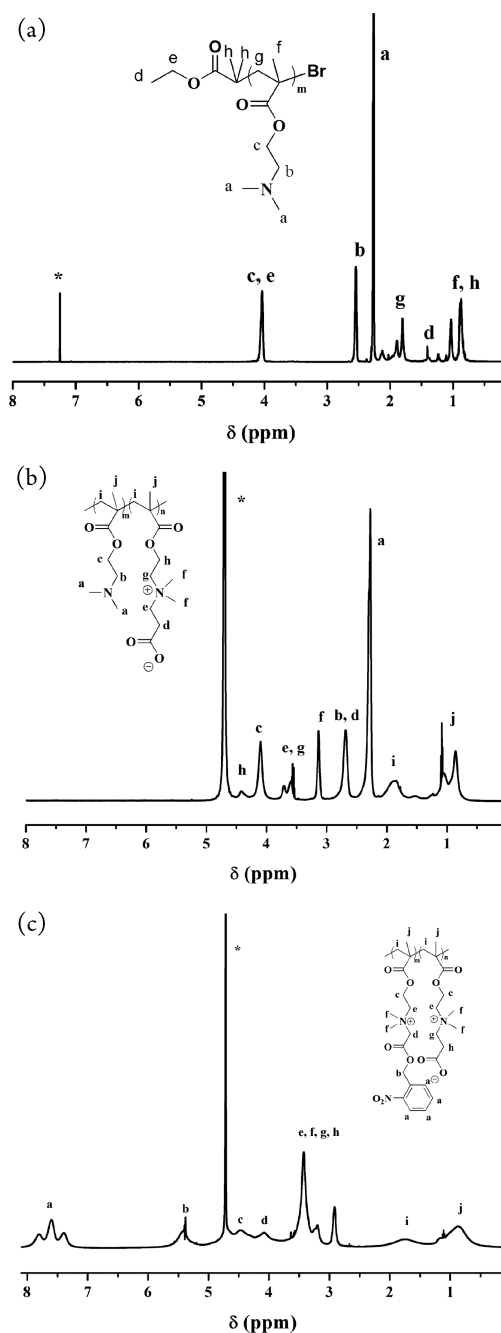 (a)
h h g f
a
O
e
d
O
Br
m
O
O
c
b
a N
a
*
c, e
b
g
d
f, h
8 7 6 5 4 3 2 1
δ (ppm)
(b)
j j
i i
m n
O O
O O
c h
b g
a N N f
a ⊕ f
e
d
O O
⊖
*
a
h
c
e, g
f
b, d
i
j
8 7 6 5 4 3 2 1
δ (ppm)
(c)
j j
i i
m n
O O
O O
c c
e e
f N N f
f ⊕ ⊕ f
d g
O O h
b O O
a ⊖
O₂N a
a a
*
e, f, g, h
a
b
c
d
i
j
8 7 6 5 4 3 2 1
δ (ppm)